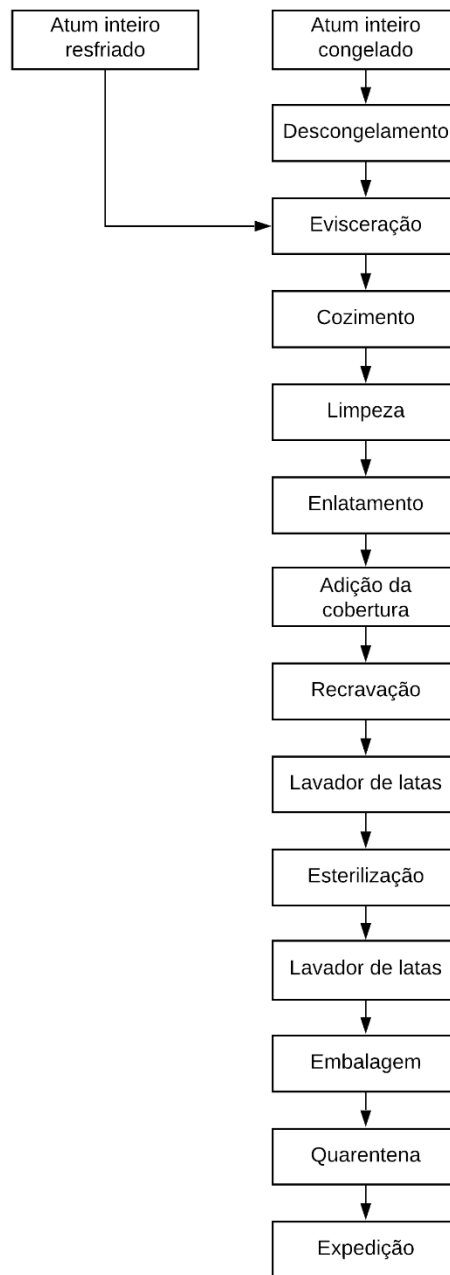 Atum inteiro
resfriado
Atum inteiro
congelado
Descongelamento
Evisceração
Cozimento
Limpeza
Enlatamento
Adição da
cobertura
Recravação
Lavador de latas
Esterilização
Lavador de latas
Embalagem
Quarentena
Expedição